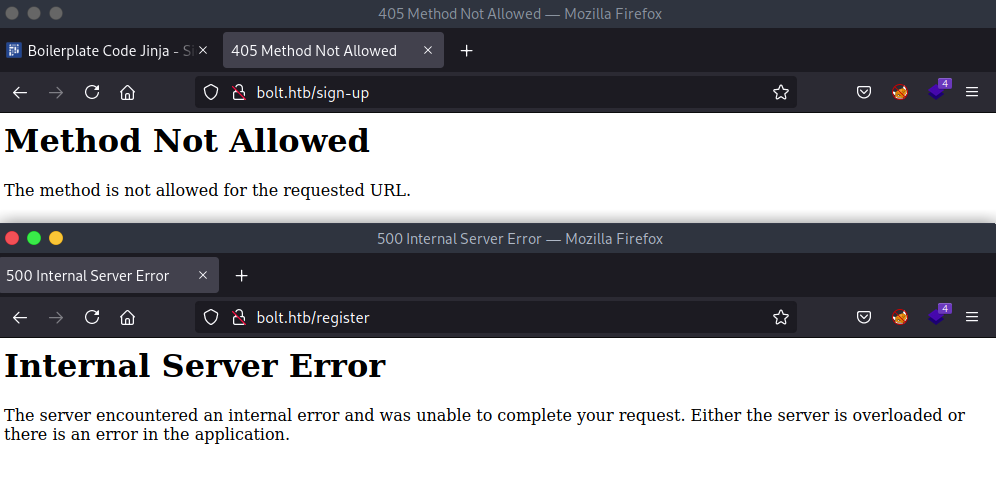 405 Method Not Allowed — Mozilla Firefox
Boilerplate Code Jinja - Si
405 Method Not Allowed
bolt.htb/sign-up
4
Method Not Allowed
The method is not allowed for the requested URL.
500 Internal Server Error — Mozilla Firefox
500 Internal Server Error
bolt.htb/register
4
Internal Server Error
The server encountered an internal error and was unable to complete your request. Either the server is overloaded or
there is an error in the application.